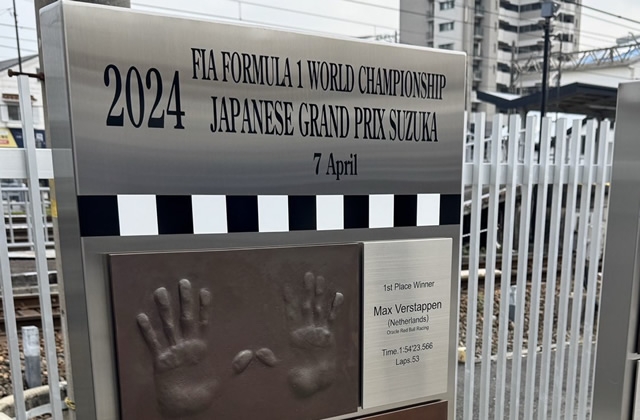 2024
FIA FORMULA 1 WORLD CHAMPIONSHIP
JAPANESE GRAND PRIX SUZUKA
7 April
1st Place Winner
Max Verstappen
(Netherlands)
Oracle Red Bull Racing
Time.1:54'23.566
Laps.53